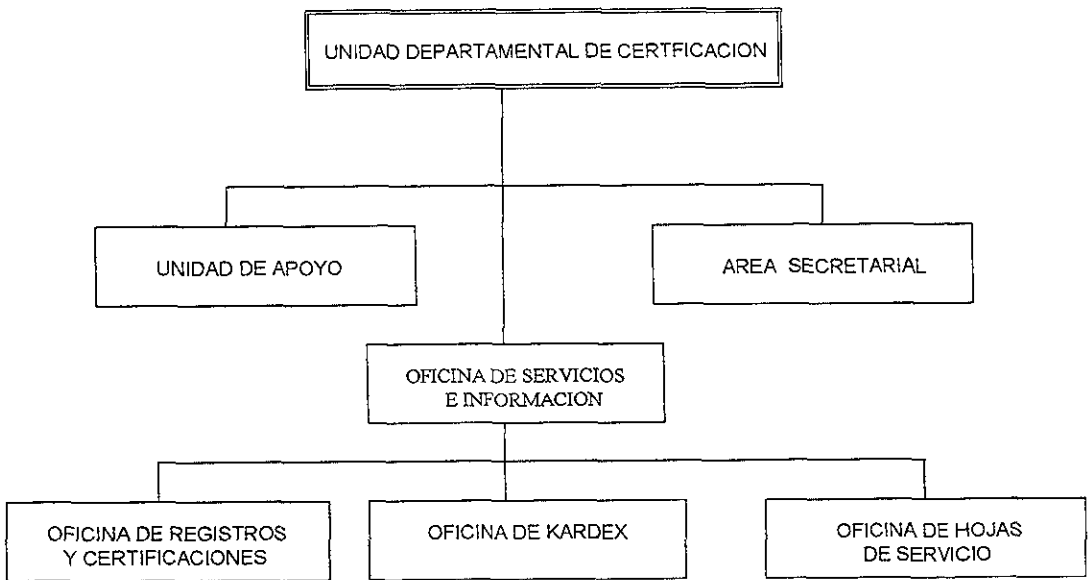 UNIDAD DEPARTAMENTAL DE CERTFICACION
UNIDAD DE APOYO
AREA SECRETARIAL
OFICINA DE SERVICIOS
E INFORMACION
OFICINA DE REGISTROS
Y CERTIFICACIONES
OFICINA DE KARDEX
OFICINA DE HOJAS
DE SERVICIO